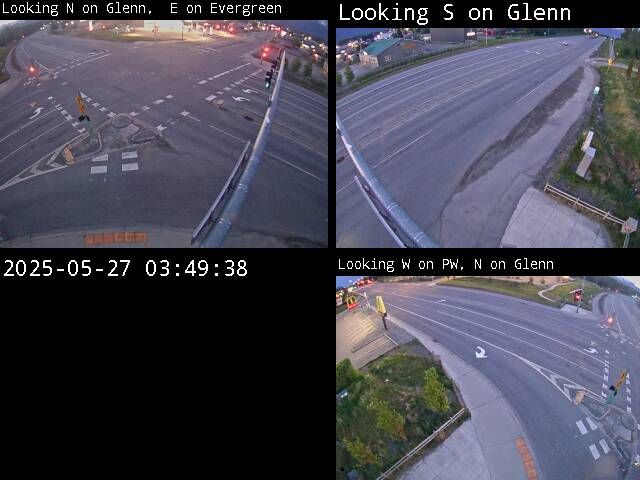 Looking N on Glenn, E on Evergreen
Looking S on Glenn
2025-05-27 03:49:38
Looking W on PW, N on Glenn